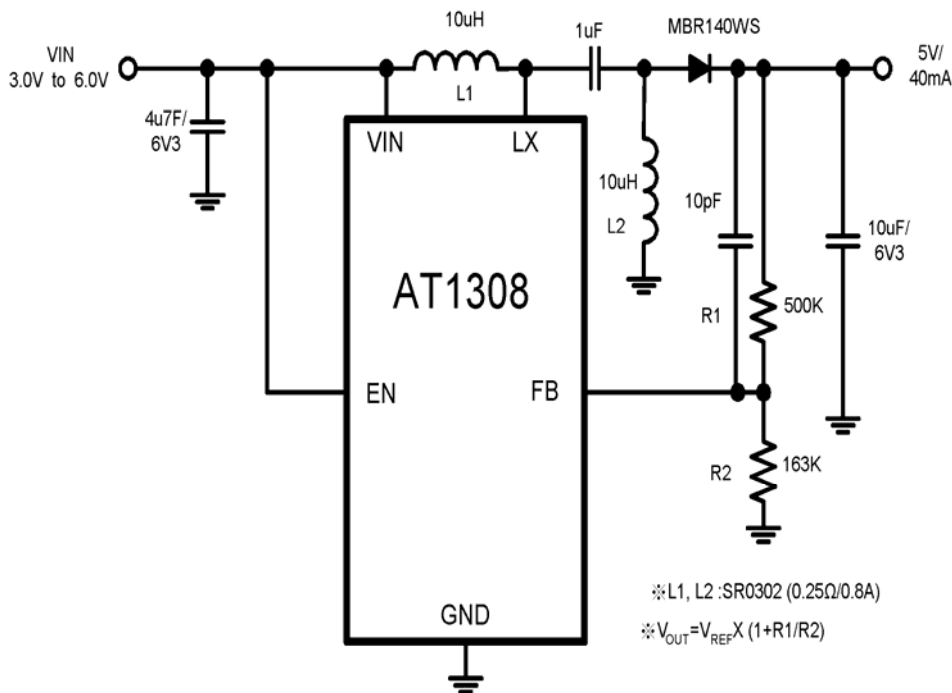 10uH
1uF
MBR140WS
VIN
3.0V to 6.0V
5V/
40mA
L1
4u7F/
6V3
VIN
LX
10uH
L2
10pF
10uF/
6V3
AT1308
R1
500K
EN
FB
R2
163K
GND
※L1, L2 :SR0302 (0.25Ω/0.8A)
※VOUT=VREFX (1+R1/R2)